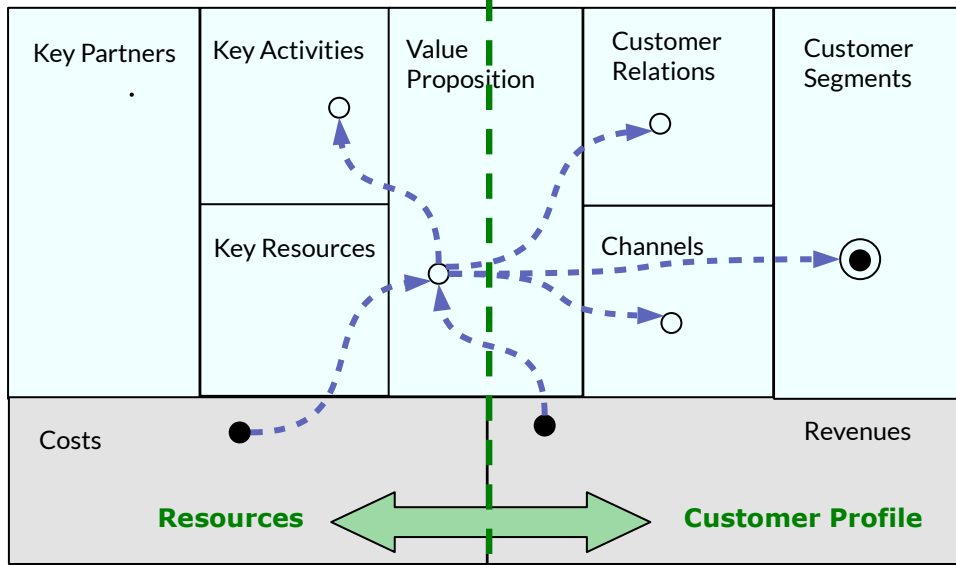 Key Partners
Key Activities
Value
Proposition
Customer
Relations
Customer
Segments
Key Resources
Channels
Costs
Revenues
Resources
Customer Profile